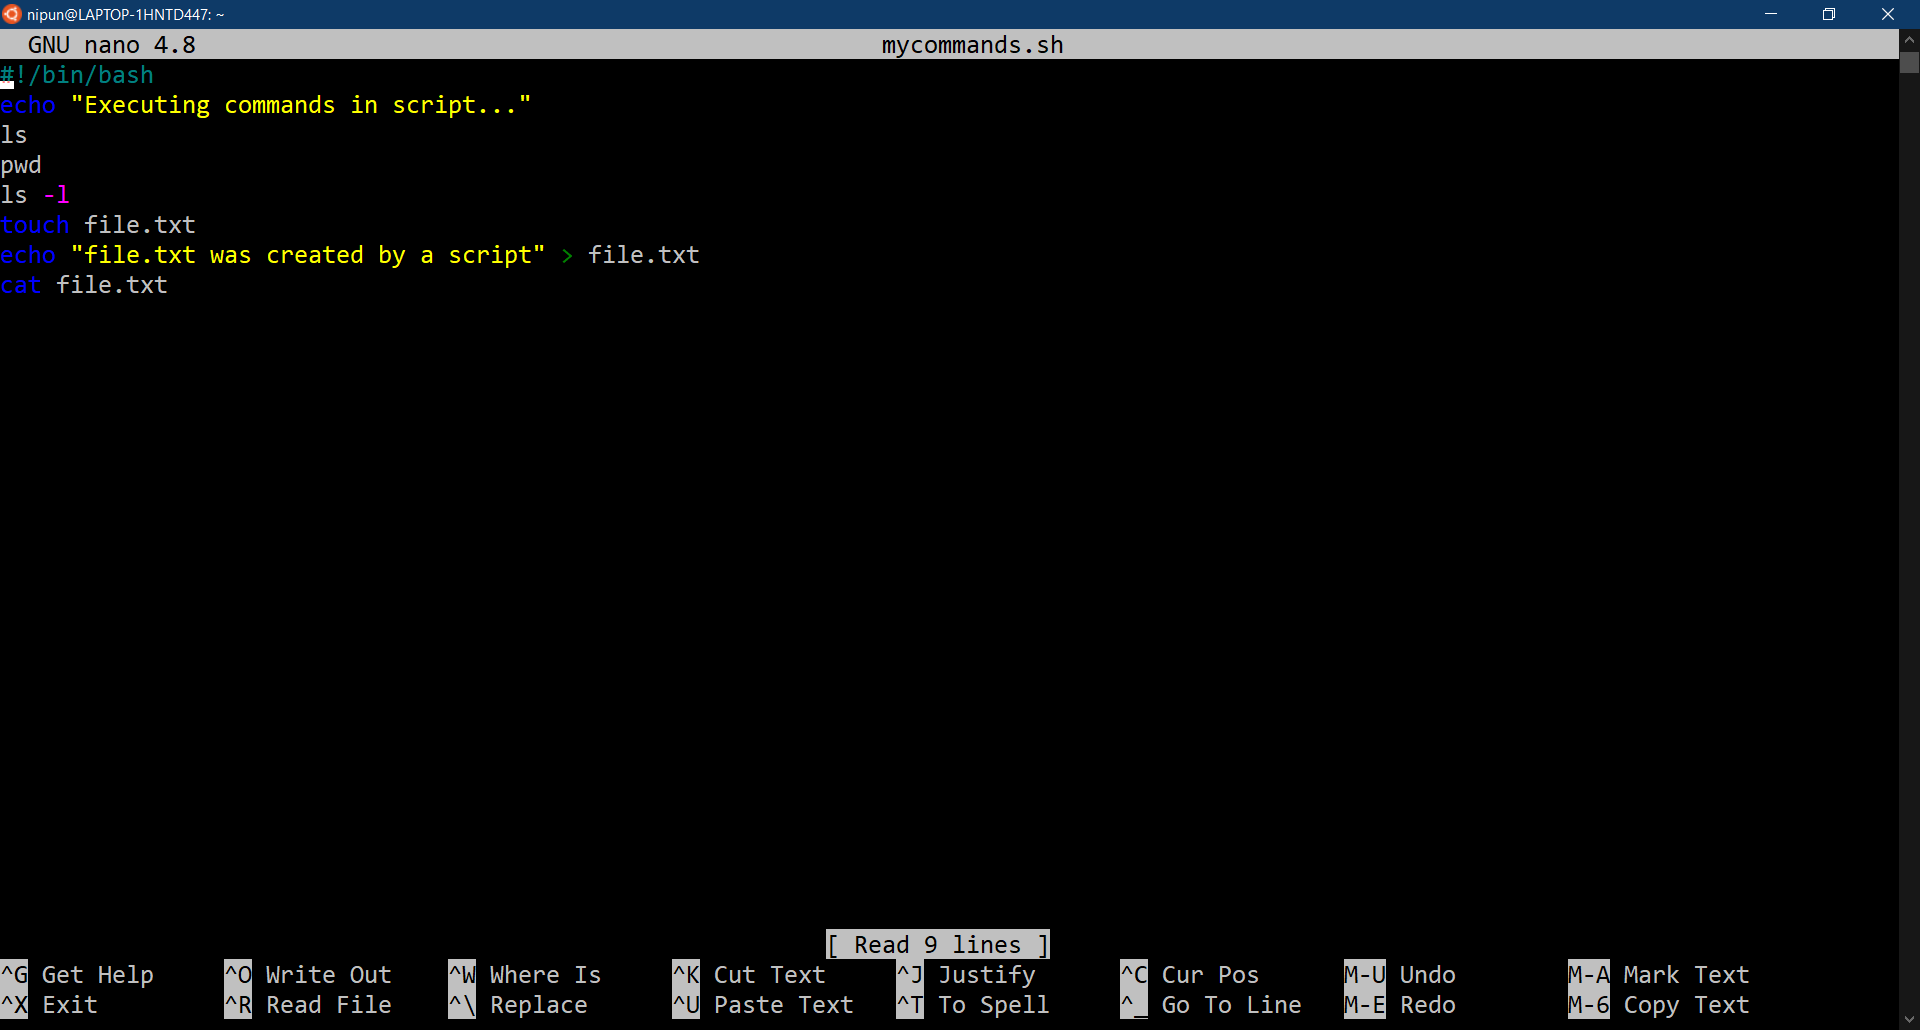 nipun@LAPTOP-1HNTD447: ~
GNU nano 4.8 mycommands.sh
#!/bin/bash
echo "Executing commands in script..."
ls
pwd
ls -l
touch file.txt
echo "file.txt was created by a script" > file.txt
cat file.txt
[ Read 9 lines ]
^G Get Help ^O Write Out ^W Where Is ^K Cut Text ^J Justify ^C Cur Pos M-U Undo M-A Mark Text
^X Exit ^R Read File ^\ Replace ^U Paste Text ^T To Spell ^_ Go To Line M-E Redo M-6 Copy Text